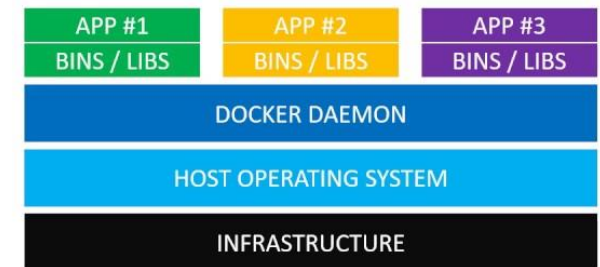 APP #1
BINS / LIBS
APP #2
BINS / LIBS
APP #3
BINS / LIBS
DOCKER DAEMON
HOST OPERATING SYSTEM
INFRASTRUCTURE